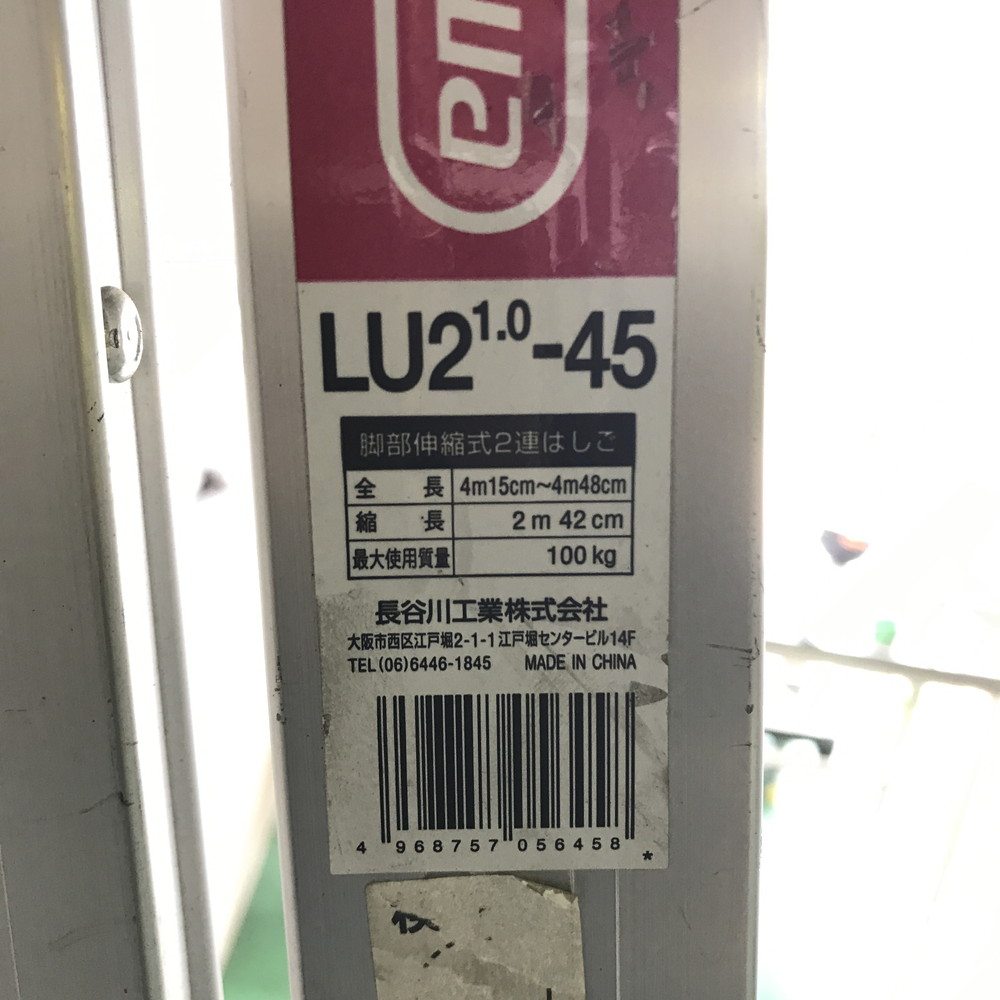 LU2 1.0-45
脚部伸縮式2連はしご
全 長 4m15cm~4m48cm
縮 長 2m 42cm
最大使用質量 100kg
長谷川工業株式会社
大阪市西区江戸堀2-1-1江戸堀センタービル14F
TEL(06)6446-1845 MADE IN CHINA
4 968757 056458 *